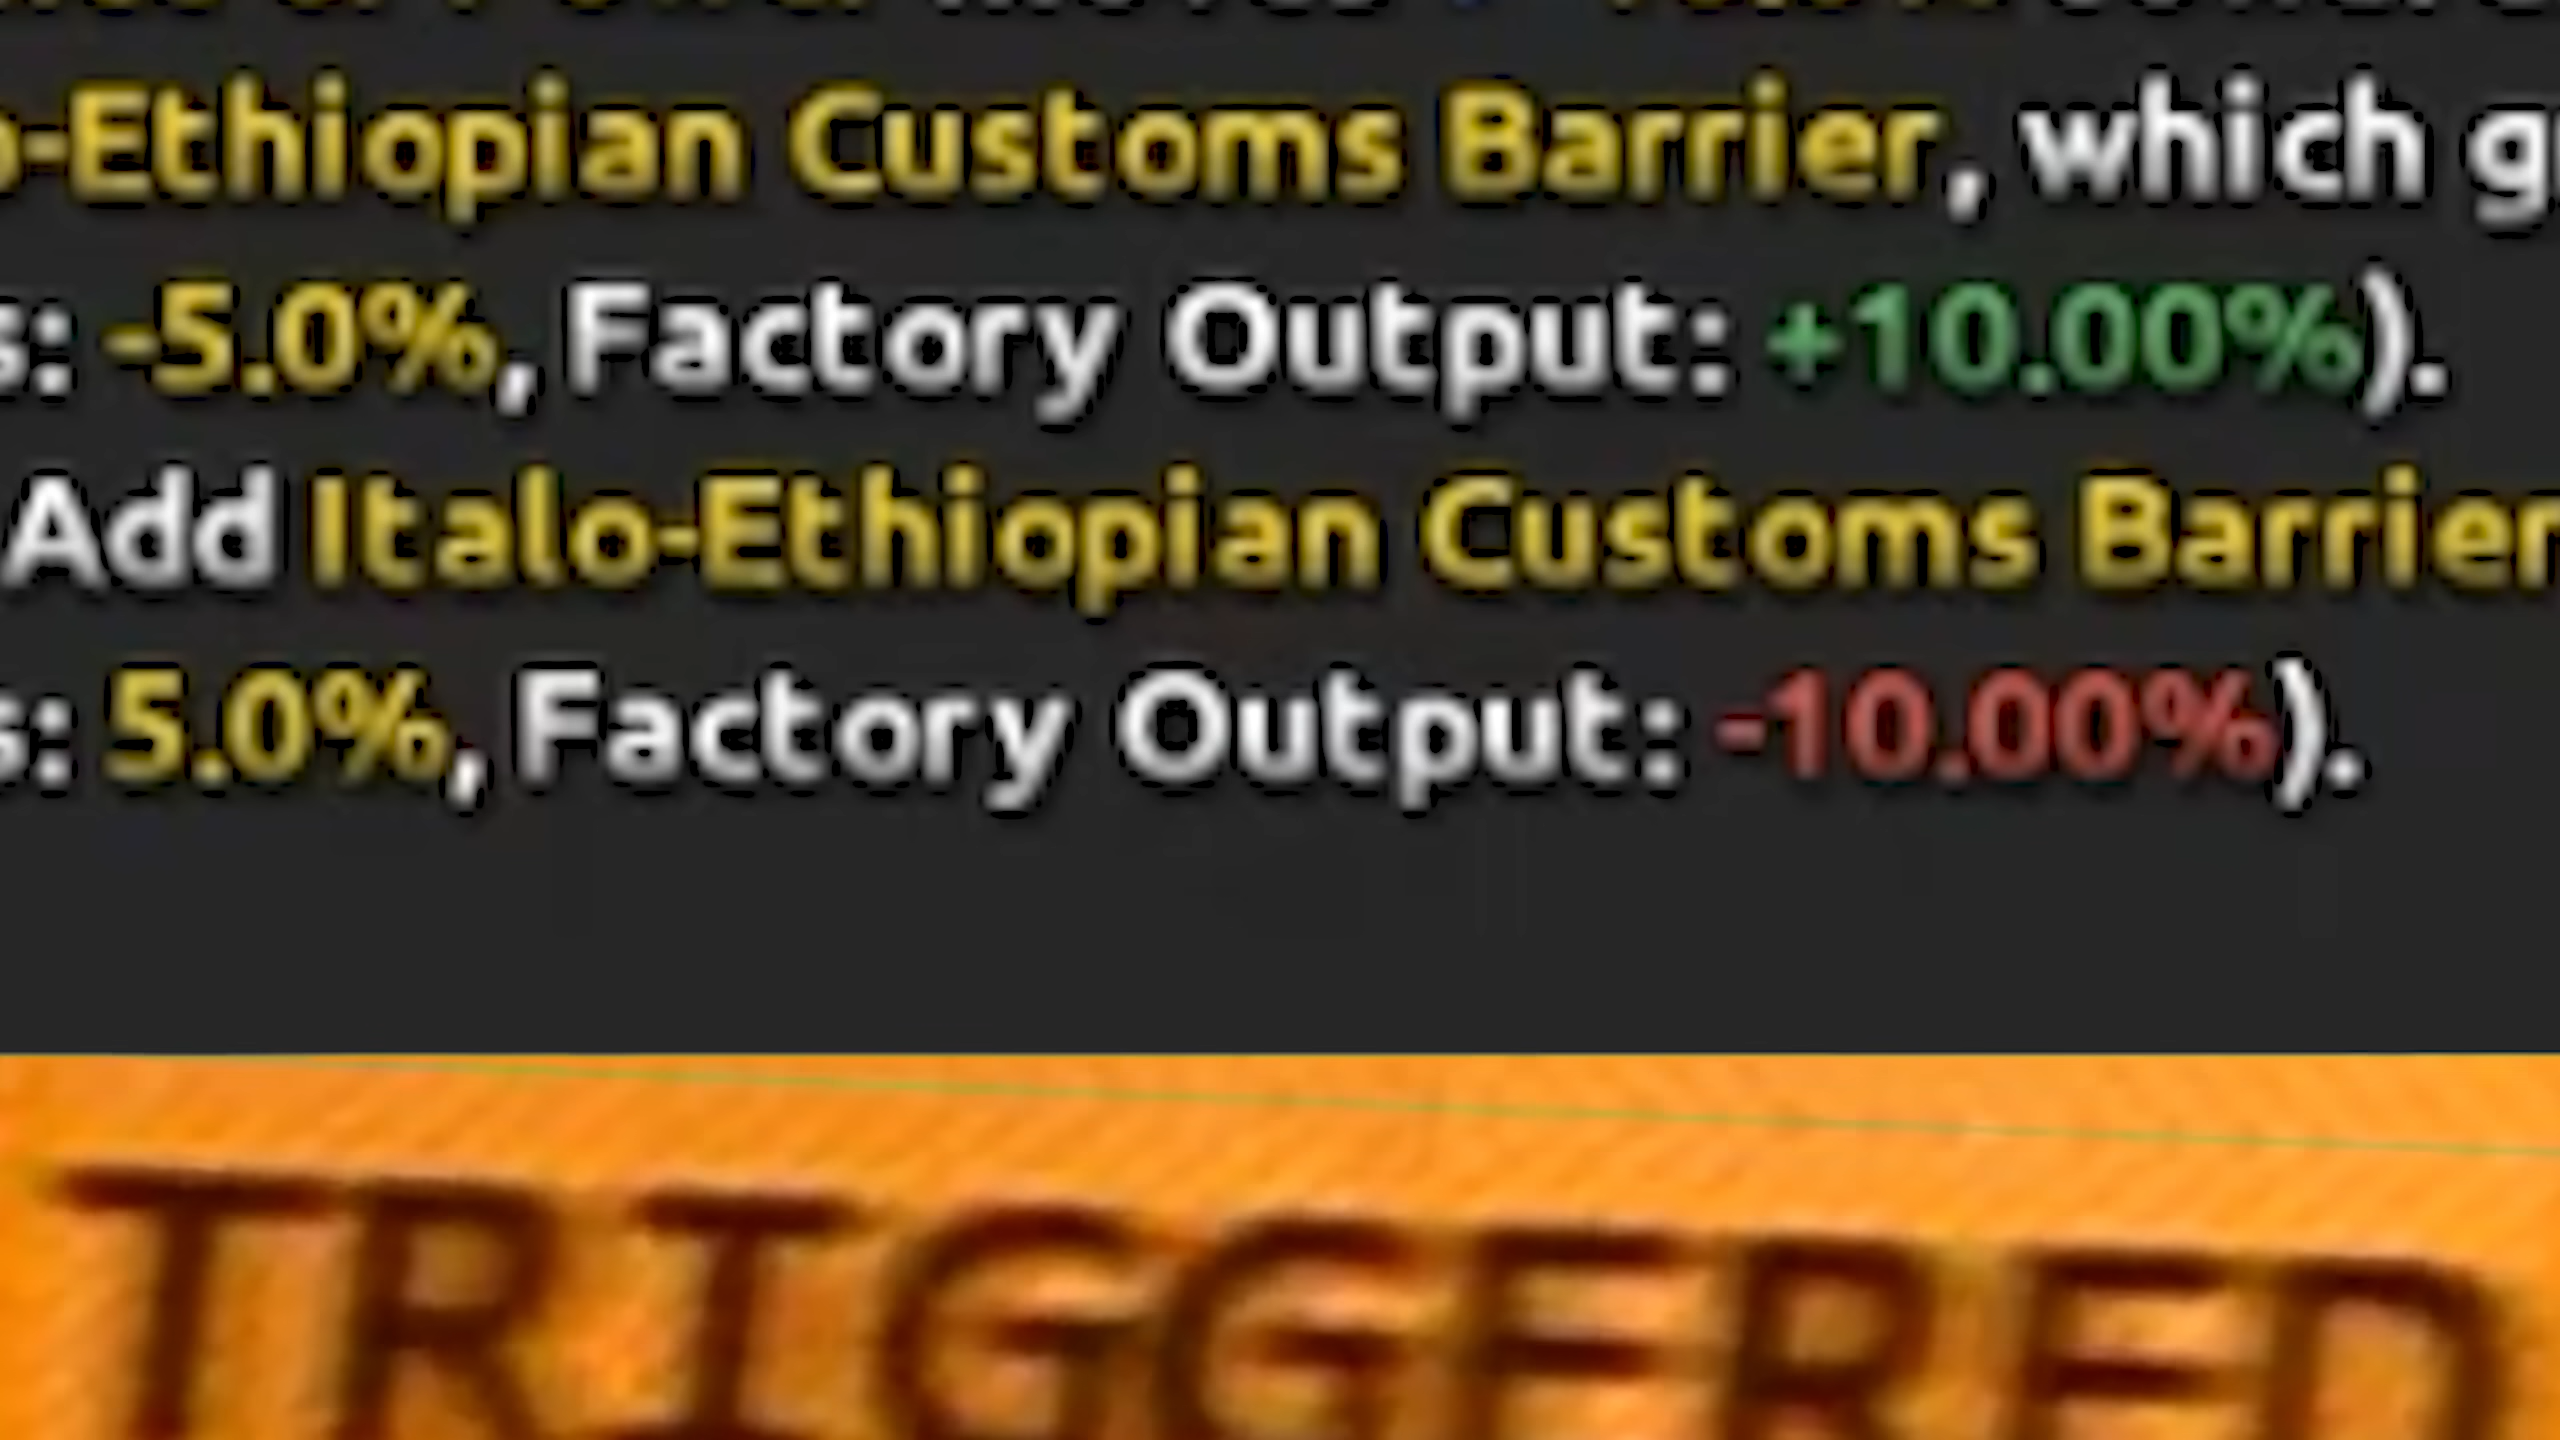 -Ethiopian Customs Barrier, which
s: -5.0%, Factory Output: +10.00%).
Add Italo-Ethiopian Customs Barrier
s: 5.0%, Factory Output: -10.00%).
TRIGGERED